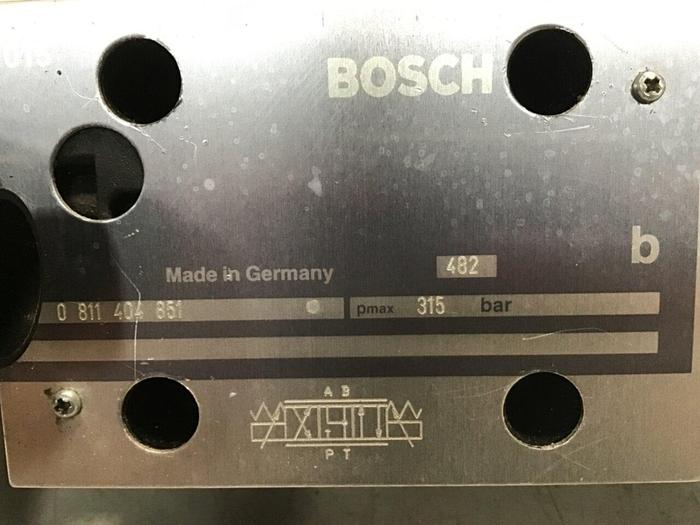 BOSCH
b
482
Made in Germany
0 811 404 851
pmax 315 bar
A B
P T